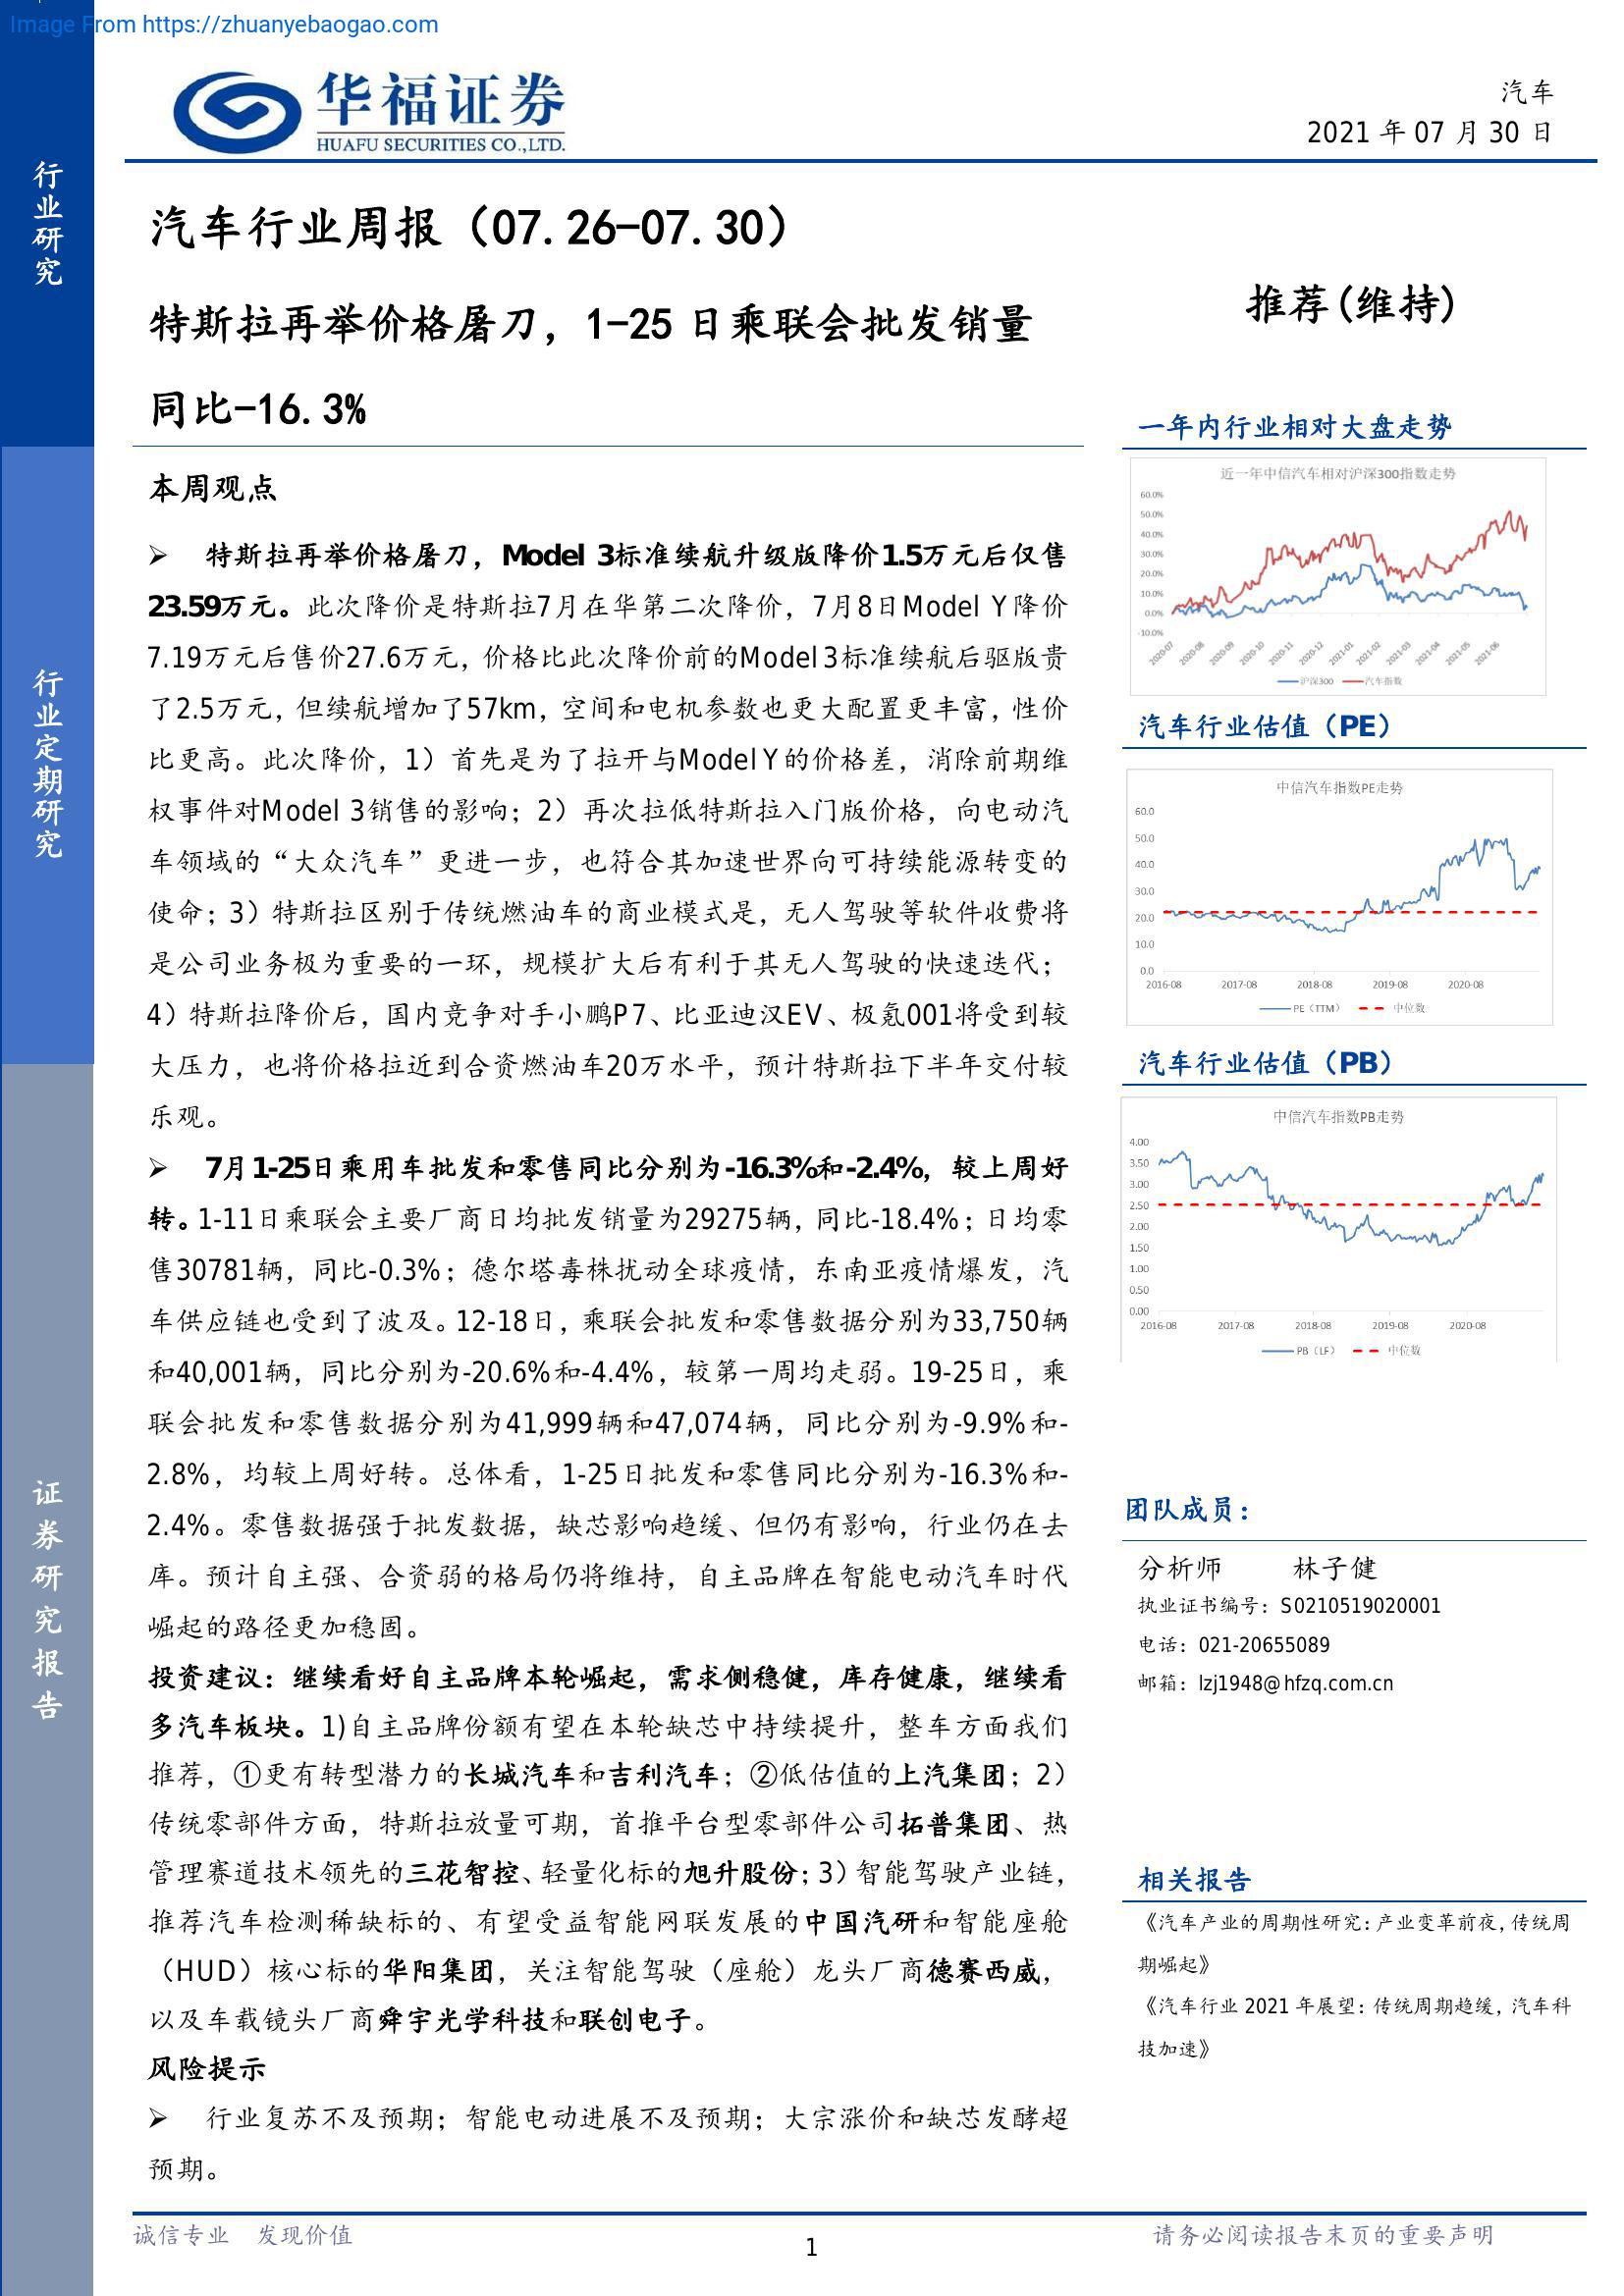 Image From https://zhuanyebaogao.com
华福证券
HUAFU SECURITIES CO.,LTD.
汽车
2021 年 07 月 30 日
行业研究
行业定期研究
证券研究报告
汽车行业周报（07.26-07.30）
特斯拉再举价格屠刀，1-25 日乘联会批发销量
同比-16.3%
推荐(维持)
本周观点
➢ 特斯拉再举价格屠刀，Model 3标准续航升级版降价1.5万元后仅售
23.59万元。此次降价是特斯拉7月在华第二次降价，7月8日Model Y降价
7.19万元后售价27.6万元，价格比此次降价前的Model 3标准续航后驱版贵
了2.5万元，但续航增加了57km，空间和电机参数也更大配置更丰富，性价
比更高。此次降价，1）首先是为了拉开与Model Y的价格差，消除前期维
权事件对Model 3销售的影响；2）再次拉低特斯拉入门版价格，向电动汽
车领域的“大众汽车”更进一步，也符合其加速世界向可持续能源转变的
使命；3）特斯拉区别于传统燃油车的商业模式是，无人驾驶等软件收费将
是公司业务极为重要的一环，规模扩大后有利于其无人驾驶的快速迭代；
4）特斯拉降价后，国内竞争对手小鹏P7、比亚迪汉EV、极氪001将受到较
大压力，也将价格拉近到合资燃油车20万水平，预计特斯拉下半年交付较
乐观。
➢ 7月1-25日乘用车批发和零售同比分别为-16.3%和-2.4%，较上周好
转。1-11日乘联会主要厂商日均批发销量为29275辆，同比-18.4%；日均零
售30781辆，同比-0.3%；德尔塔毒株扰动全球疫情，东南亚疫情爆发，汽
车供应链也受到了波及。12-18日，乘联会批发和零售数据分别为33,750辆
和40,001辆，同比分别为-20.6%和-4.4%，较第一周均走弱。19-25日，乘
联会批发和零售数据分别为41,999辆和47,074辆，同比分别为-9.9%和-
2.8%，均较上周好转。总体看，1-25日批发和零售同比分别为-16.3%和-
2.4%。零售数据强于批发数据，缺芯影响趋缓、但仍有影响，行业仍在去
库。预计自主强、合资弱的格局仍将维持，自主品牌在智能电动汽车时代
崛起的路径更加稳固。
投资建议：继续看好自主品牌本轮崛起，需求侧稳健，库存健康，继续看
多汽车板块。1)自主品牌份额有望在本轮缺芯中持续提升，整车方面我们
推荐，①更有转型潜力的长城汽车和吉利汽车；②低估值的上汽集团；2）
传统零部件方面，特斯拉放量可期，首推平台型零部件公司拓普集团、热
管理赛道技术领先的三花智控、轻量化标的旭升股份；3）智能驾驶产业链，
推荐汽车检测稀缺标的、有望受益智能网联发展的中国汽研和智能座舱
（HUD）核心标的华阳集团，关注智能驾驶（座舱）龙头厂商德赛西威，
以及车载镜头厂商舜宇光学科技和联创电子。
风险提示
➢ 行业复苏不及预期；智能电动进展不及预期；大宗涨价和缺芯发酵超
预期。
一年内行业相对大盘走势
近一年中信汽车相对沪深300指数走势
60.0%
50.0%
40.0%
30.0%
20.0%
10.0%
0.0%
-10.0%
2020-07 2020-08 2020-09 2020-10 2020-11 2020-12 2021-01 2021-02 2021-03 2021-04 2021-05 2021-06
沪深300 汽车指数
汽车行业估值（PE）
中信汽车指数PE走势
60.0
50.0
40.0
30.0
20.0
10.0
0.0
2016-08 2017-08 2018-08 2019-08 2020-08
PE（TTM） 中位数
汽车行业估值（PB）
中信汽车指数PB走势
4.00
3.50
3.00
2.50
2.00
1.50
1.00
0.50
0.00
2016-08 2017-08 2018-08 2019-08 2020-08
PB（LF） 中位数
团队成员：
分析师 林子健
执业证书编号：S0210519020001
电话：021-20655089
邮箱：lzj1948@hfzq.com.cn
相关报告
《汽车产业的周期性研究：产业变革前夜，传统周
期崛起》
《汽车行业 2021 年展望：传统周期趋缓，汽车科
技加速》
诚信专业 发现价值
1
请务必阅读报告末页的重要声明